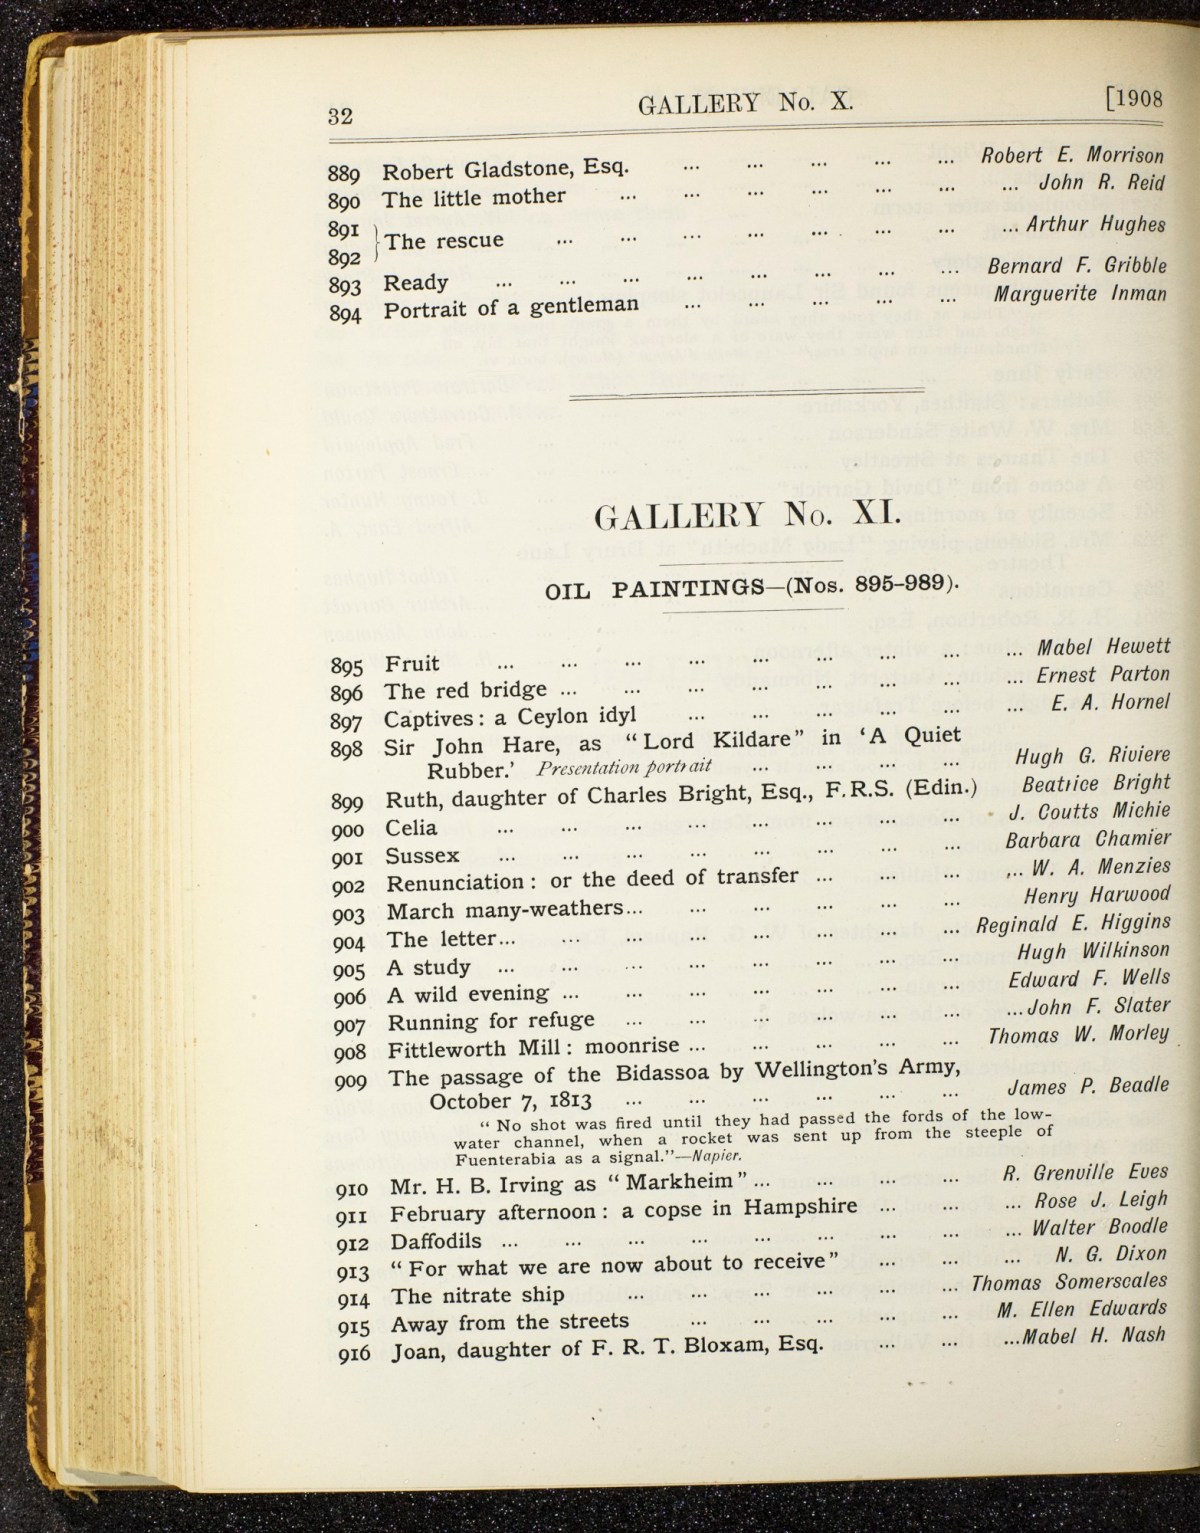 32 GALLERY No. X. [1908
889 Robert Gladstone, Esq. ... ... ... ... ... Robert E. Morrison
890 The little mother ... ... ... ... ... ... ... John R. Reid
891
892 } The rescue ... ... ... ... ... ... ... ... Arthur Hughes
893 Ready ... ... ... ... ... ... ... ... Bernard F. Gribble
894 Portrait of a gentleman ... ... ... ... ... Marguerite Inman
GALLERY No. XI.
OIL PAINTINGS—(Nos. 895-989).
895 Fruit ... ... ... ... ... ... ... ... ... Mabel Hewett
896 The red bridge ... ... ... ... ... ... ... ... Ernest Parton
897 Captives: a Ceylon idyl ... ... ... ... ... ... E. A. Hornel
898 Sir John Hare, as "Lord Kildare" in 'A Quiet
Rubber.' Presentation portrait ... ... ... ... Hugh G. Riviere
899 Ruth, daughter of Charles Bright, Esq., F.R.S. (Edin.) Beatrice Bright
900 Celia ... ... ... ... ... ... ... ... J. Coutts Michie
901 Sussex ... ... ... ... ... ... ... ... Barbara Chamier
902 Renunciation: or the deed of transfer ... ... ... ... W. A. Menzies
903 March many-weathers... ... ... ... ... ... Henry Harwood
904 The letter... ... ... ... ... ... ... ... Reginald E. Higgins
905 A study ... ... ... ... ... ... ... ... Hugh Wilkinson
906 A wild evening ... ... ... ... ... ... ... Edward F. Wells
907 Running for refuge ... ... ... ... ... ... John F. Slater
908 Fittleworth Mill: moonrise ... ... ... ... ... Thomas W. Morley
909 The passage of the Bidassoa by Wellington's Army,
October 7, 1813 ... ... ... ... ... ... James P. Beadle
"No shot was fired until they had passed the fords of the low-
water channel, when a rocket was sent up from the steeple of
Fuenterabia as a signal."—Napier.
910 Mr. H. B. Irving as "Markheim"... ... ... ... R. Grenville Eves
911 February afternoon: a copse in Hampshire ... ... ... Rose J. Leigh
912 Daffodils ... ... ... ... ... ... ... ... ... Walter Boodle
913 "For what we are now about to receive" ... ... ... N. G. Dixon
914 The nitrate ship ... ... ... ... ... ... Thomas Somerscales
915 Away from the streets ... ... ... ... ... M. Ellen Edwards
916 Joan, daughter of F. R. T. Bloxam, Esq. ... ... ...Mabel H. Nash